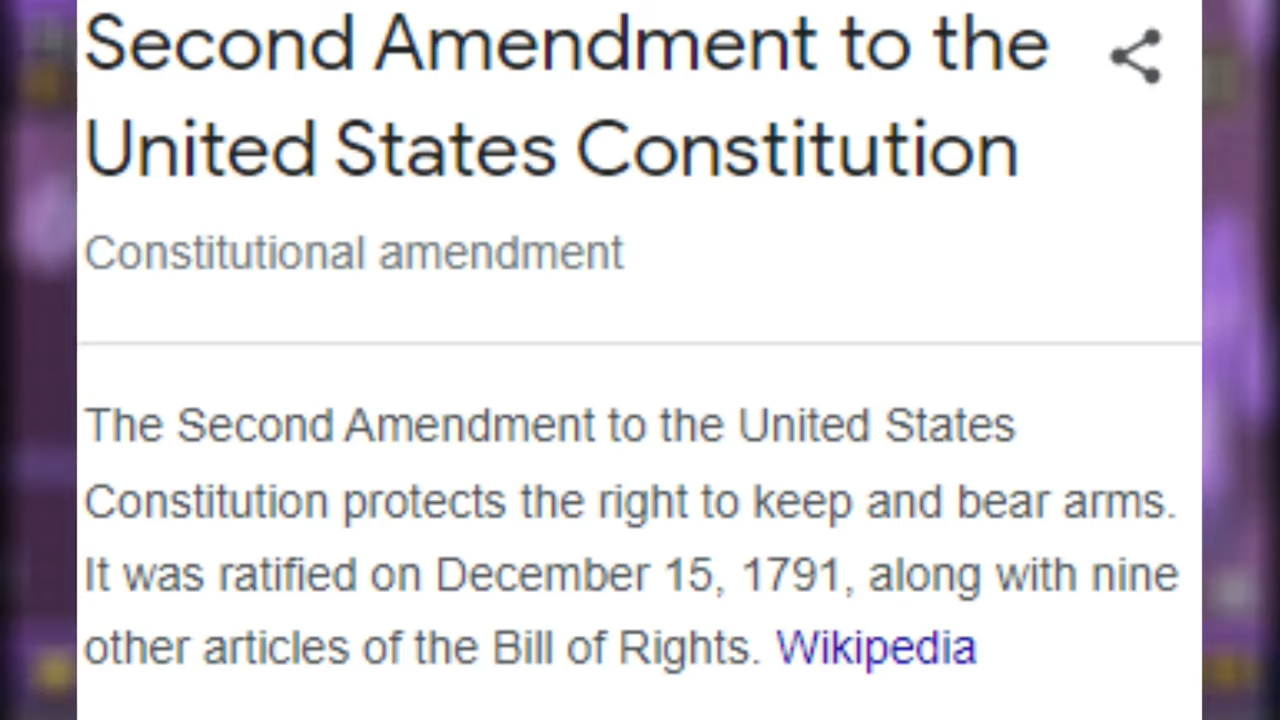 Second Amendment to the
United States Constitution
Constitutional amendment
The Second Amendment to the United States
Constitution protects the right to keep and bear arms.
It was ratified on December 15, 1791, along with nine
other articles of the Bill of Rights. Wikipedia